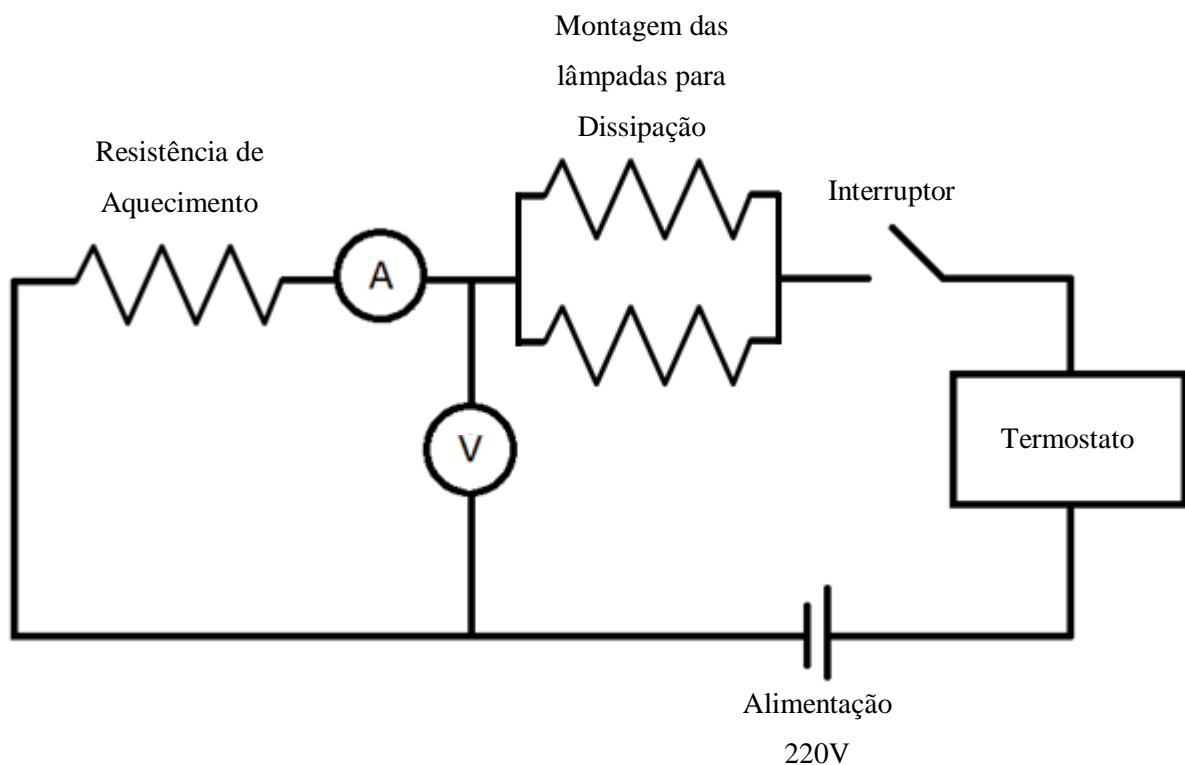 Montagem das
lâmpadas para
Dissipação
Resistência de
Aquecimento
Interruptor
A
V
Termostato
Alimentação
220V